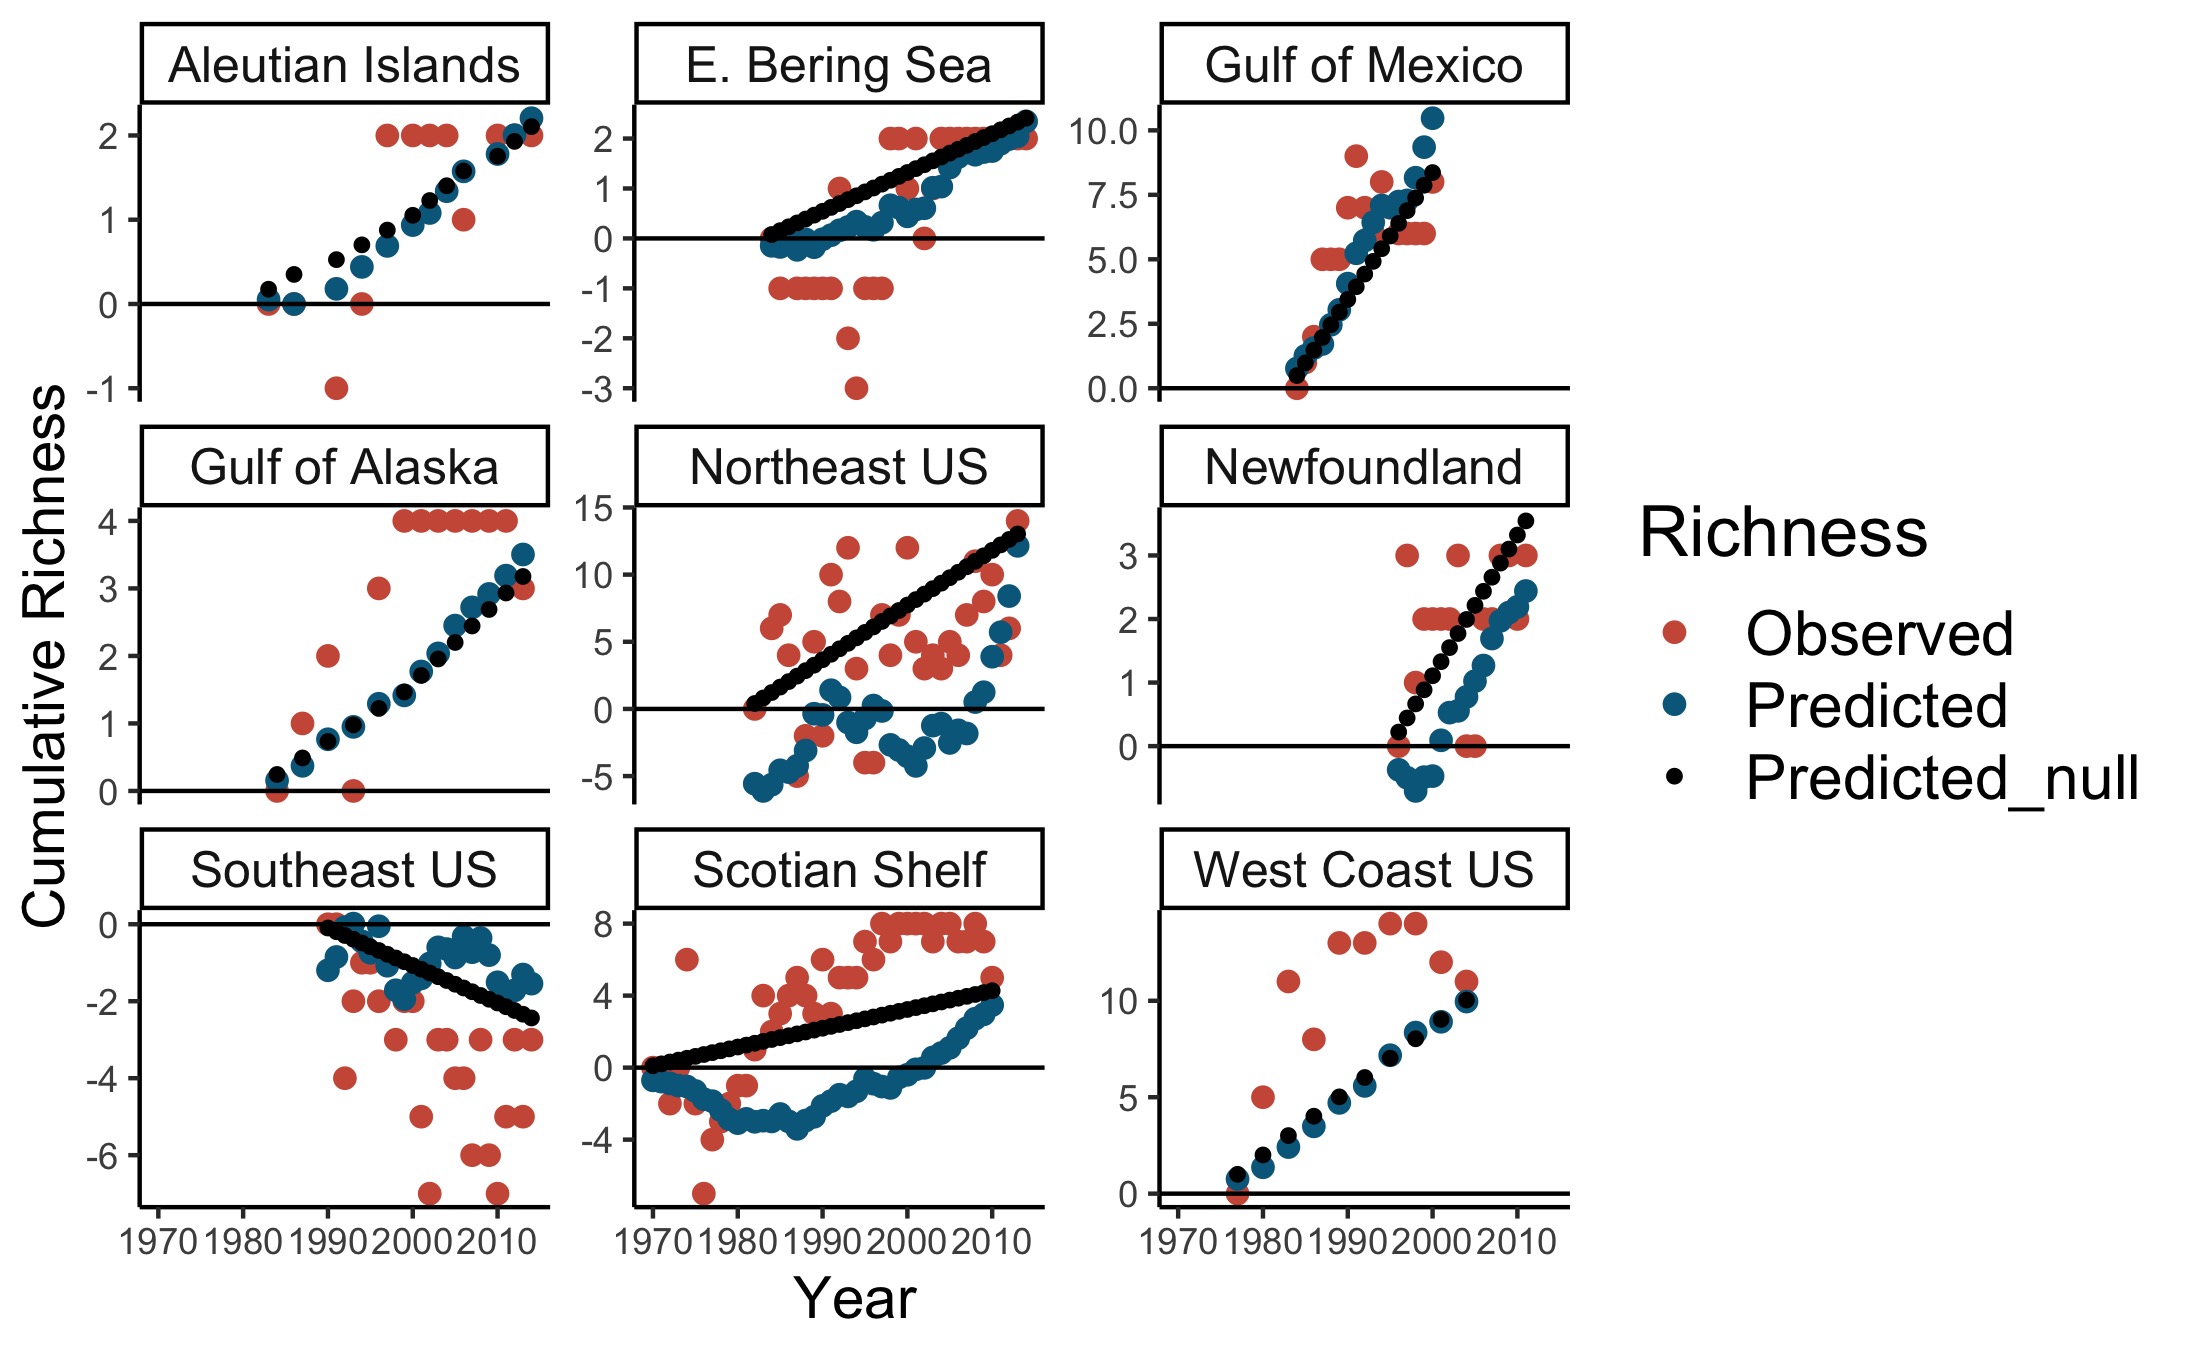 Aleutian Islands
E. Bering Sea
Gulf of Mexico
2
1
0
-1
2
1
0
-1
-2
-3
10.0
7.5
5.0
2.5
0.0
Gulf of Alaska
Northeast US
Newfoundland
4
3
2
1
0
15
10
5
0
-5
3
2
1
0
Southeast US
Scotian Shelf
West Coast US
0
-2
-4
-6
8
4
0
-4
10
5
0
1970 1980 1990 2000 2010
1970 1980 1990 2000 2010
1970 1980 1990 2000 2010
Year
Cumulative Richness
Richness
Observed
Predicted
Predicted_null